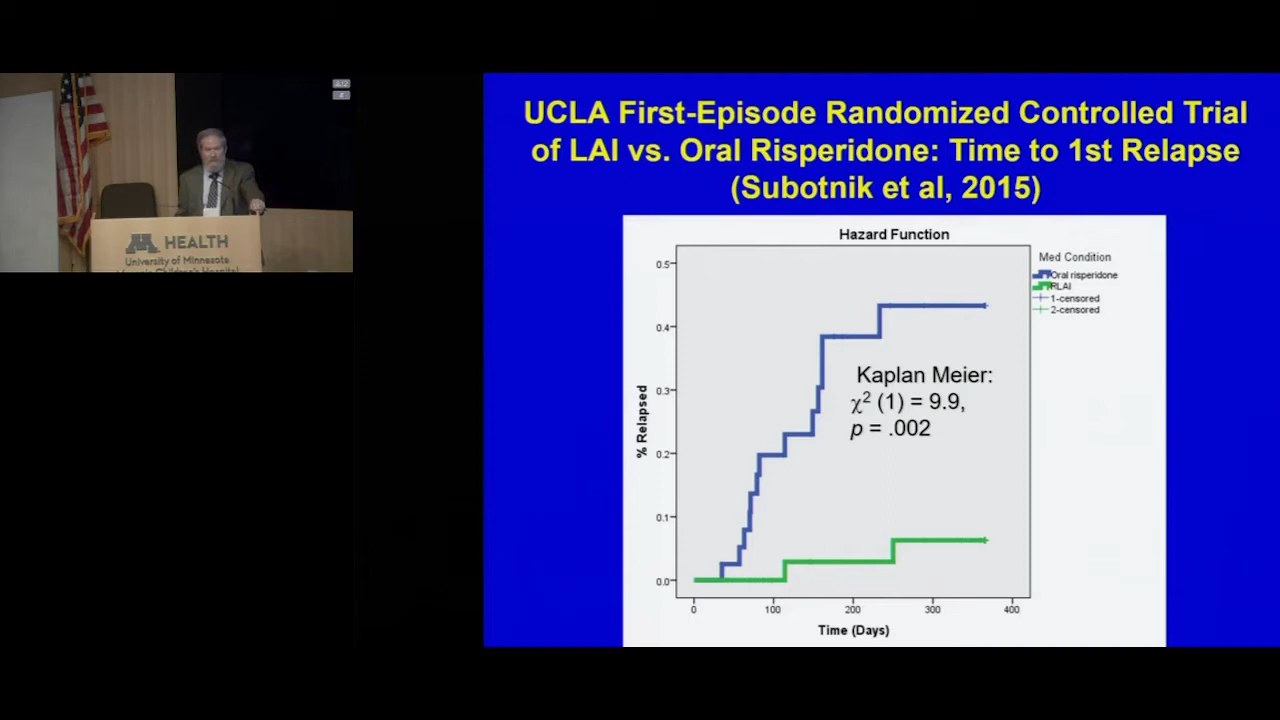 M HEALTH
University of Minnesota
UCLA First-Episode Randomized Controlled Trial
of LAI vs. Oral Risperidone: Time to 1st Relapse
(Subotnik et al, 2015)
Hazard Function
Med Condition
Oral risperidone
RLAI
1-censored
2-censored
Kaplan Meier:
χ² (1) = 9.9,
p = .002
% Relapsed
0.5
0.4
0.3
0.2
0.1
0.0
0 100 200 300 400
Time (Days)